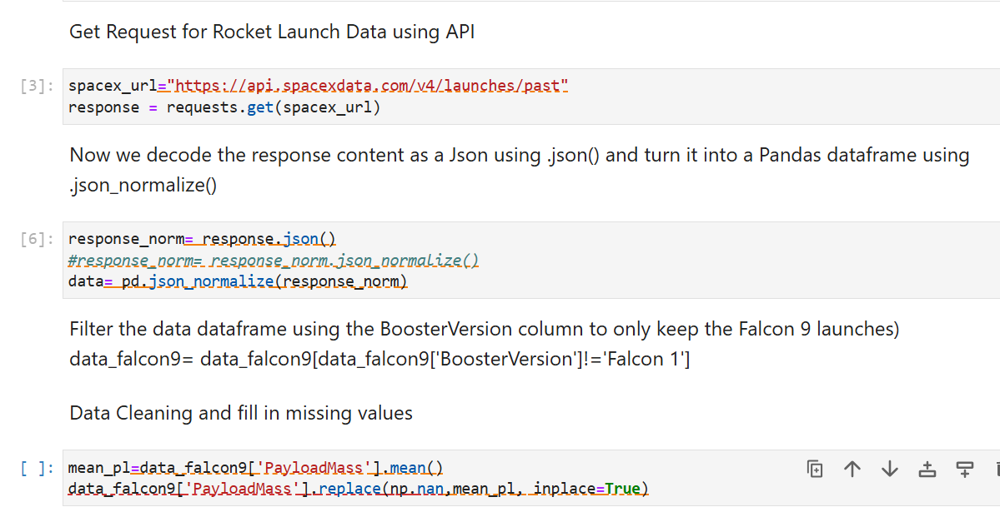 Get Request for Rocket Launch Data using API
[3]:
spacex_url="https://api.spacexdata.com/v4/launches/past"
response = requests.get(spacex_url)
Now we decode the response content as a Json using .json() and turn it into a Pandas dataframe using
.json_normalize()
[6]:
response_norm= response.json()
#response_norm= response_norm.json_normalize()
data= pd.json_normalize(response_norm)
Filter the data dataframe using the BoosterVersion column to only keep the Falcon 9 launches)
data_falcon9= data_falcon9[data_falcon9['BoosterVersion']!='Falcon 1']
Data Cleaning and fill in missing values
[ ]:
mean_pl=data_falcon9['PayloadMass'].mean()
data_falcon9['PayloadMass'].replace(np.nan,mean_pl, inplace=True)